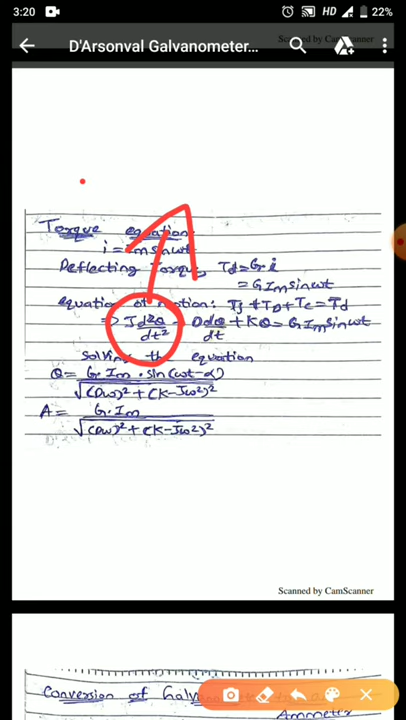 3:20 HD 22%
D'Arsonval Galvanometer...
Scanned by CamScanner
Torque equation
i = Im sinωt
Deflecting Torque, Td = G.i
= G Im sinωt
equation of motion: Tj + TD + Tc = Td
=> J d²θ/dt² + D dθ/dt + Kθ = G Im sinωt
solving the equation
θ = G. Im . sin(ωt-α) / √(Dω)² + (K-Jω²)²
A = G. Im / √(Dω)² + (K-Jω²)²
Scanned by CamScanner
Conversion of
Ammeter